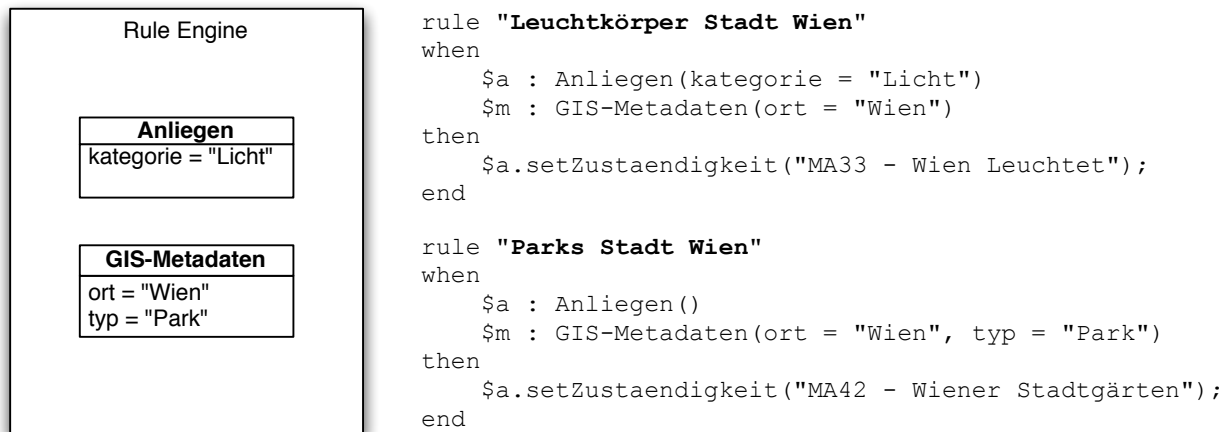 Rule Engine
Anliegen
kategorie = "Licht"
GIS-Metadaten
ort = "Wien"
typ = "Park"
rule "Leuchtkörper Stadt Wien"
when
    $a : Anliegen(kategorie = "Licht")
    $m : GIS-Metadaten(ort = "Wien")
then
    $a.setZustaendigkeit("MA33 - Wien Leuchtet");
end
rule "Parks Stadt Wien"
when
    $a : Anliegen()
    $m : GIS-Metadaten(ort = "Wien", typ = "Park")
then
    $a.setZustaendigkeit("MA42 - Wiener Stadtgärten");
end